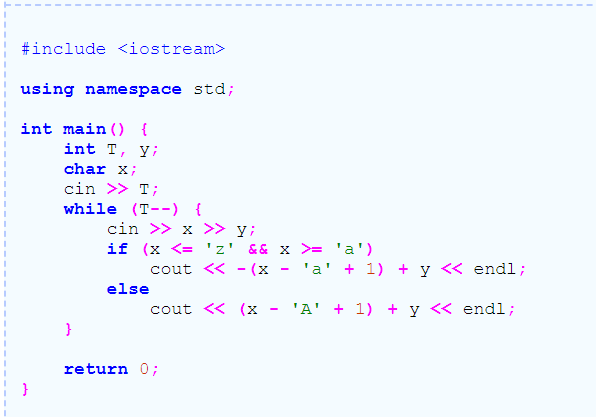 #include <iostream>
using namespace std;
int main() {
int T, y;
char x;
cin >> T;
while (T--) {
cin >> x >> y;
if (x <= 'z' && x >= 'a')
cout << -(x - 'a' + 1) + y << endl;
else
cout << (x - 'A' + 1) + y << endl;
}
return 0;
}